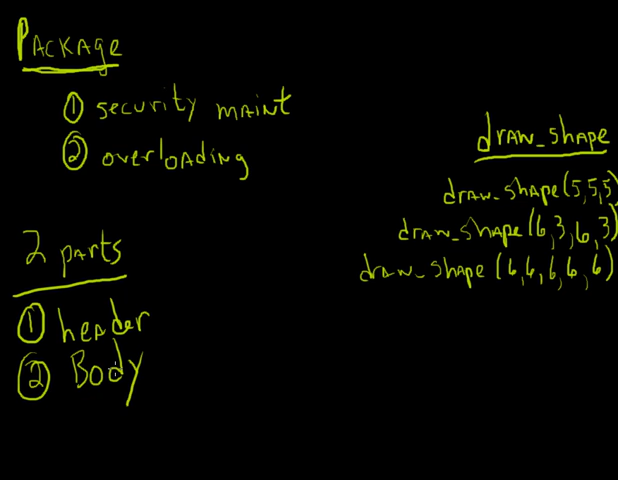 PACKAGE
① security maint
② overloading
draw_shape
draw_shape(5,5,5)
draw_shape(6,3,6,3)
draw_shape(6,6,6,6,6)
2 parts
① header
② Body